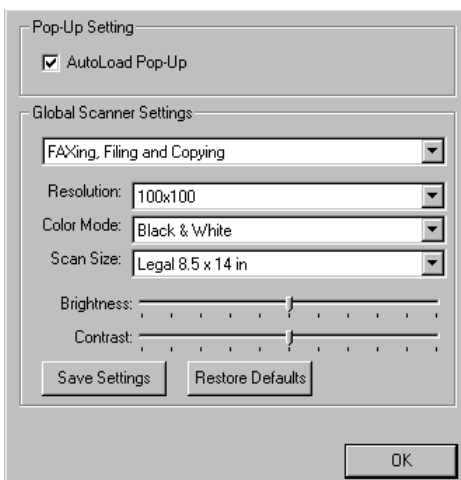 Pop-Up Setting
AutoLoad Pop-Up
Global Scanner Settings
FAXing, Filing and Copying
Resolution: 100x100
Color Mode: Black & White
Scan Size: Legal 8.5 x 14 in
Brightness:
Contrast:
Save Settings Restore Defaults
OK